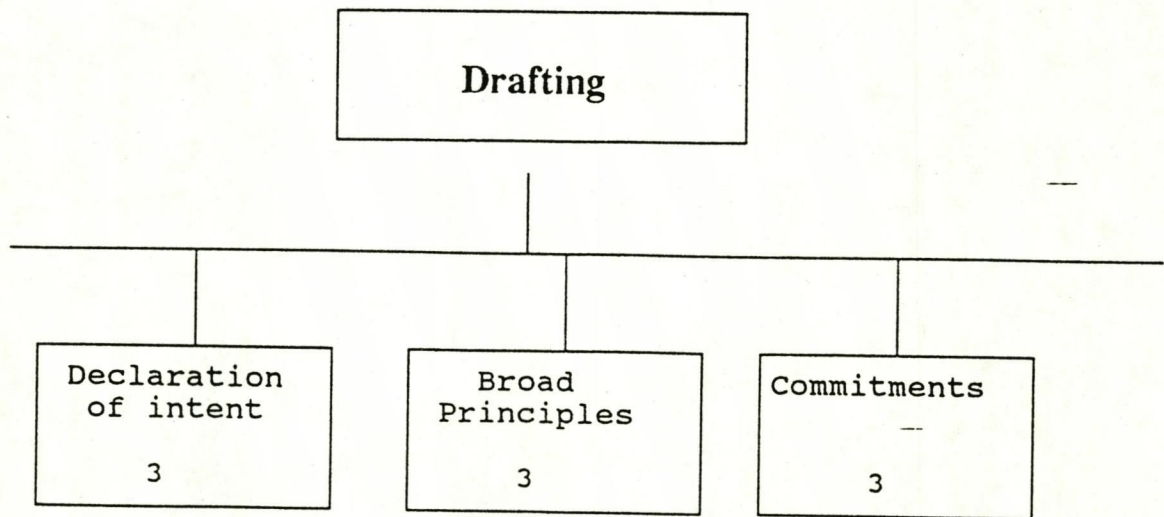 Drafting
Declaration
of intent
3
Broad
Principles
3
Commitments
3